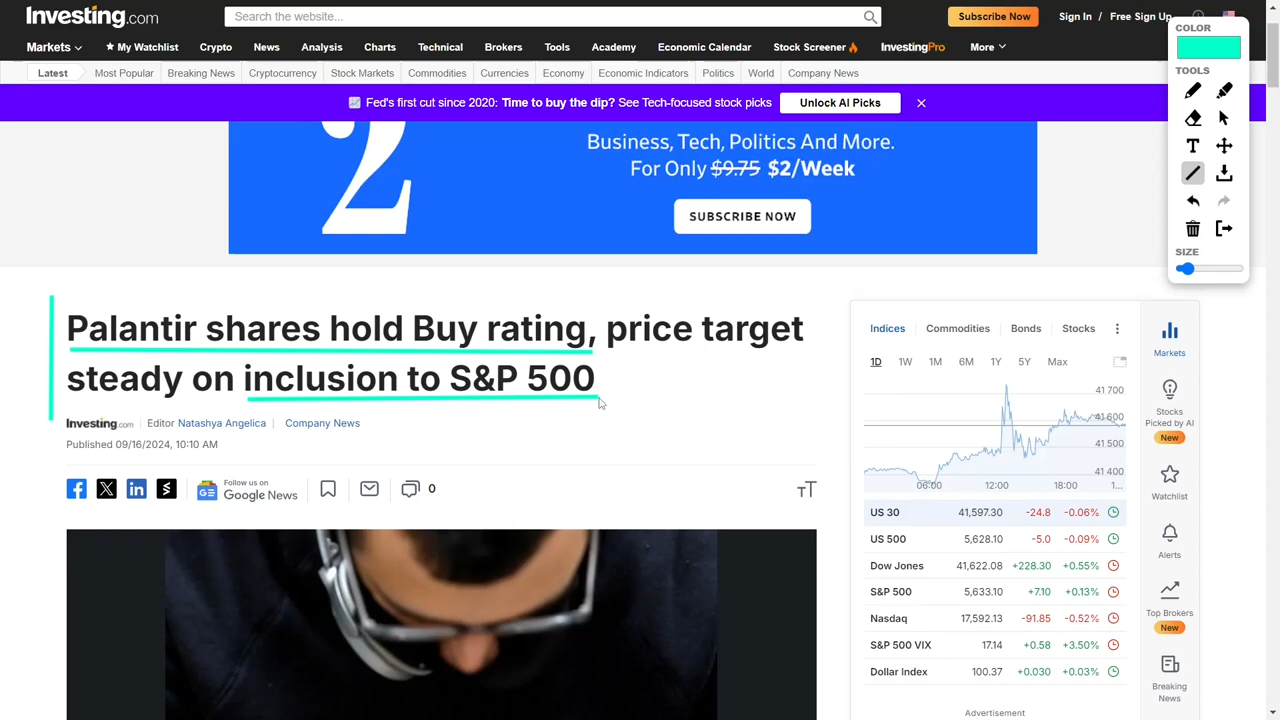 Investing.com
Search the website...
Subscribe Now
Sign In / Free Sign Up
Markets
My Watchlist
Crypto
News
Analysis
Charts
Technical
Brokers
Tools
Academy
Economic Calendar
Stock Screener
InvestingPro
More
Latest
Most Popular
Breaking News
Cryptocurrency
Stock Markets
Commodities
Currencies
Economy
Economic Indicators
Politics
World
Company News
Fed's first cut since 2020: Time to buy the dip? See Tech-focused stock picks
Unlock AI Picks
2
Business, Tech, Politics And More.
For Only $9.75 $2/Week
SUBSCRIBE NOW
COLOR
TOOLS
T
SIZE
Palantir shares hold Buy rating, price target
steady on inclusion to S&P 500
Investing.com
Editor Natashya Angelica
Company News
Published 09/16/2024, 10:10 AM
Follow us on
Google News
0
TT
Indices
Commodities
Bonds
Stocks
1D
1W
1M
6M
1Y
5Y
Max
41 700
41 600
41 500
41 400
06:00
12:00
18:00
1...
US 30 41,597.30 -24.8 -0.06%
US 500 5,628.10 -5.0 -0.09%
Dow Jones 41,622.08 +228.30 +0.55%
S&P 500 5,633.10 +7.10 +0.13%
Nasdaq 17,592.13 -91.85 -0.52%
S&P 500 VIX 17.14 +0.58 +3.50%
Dollar Index 100.37 +0.030 +0.03%
Advertisement
Markets
Stocks
Picked by AI
New
Watchlist
Alerts
Top Brokers
New
Breaking
News